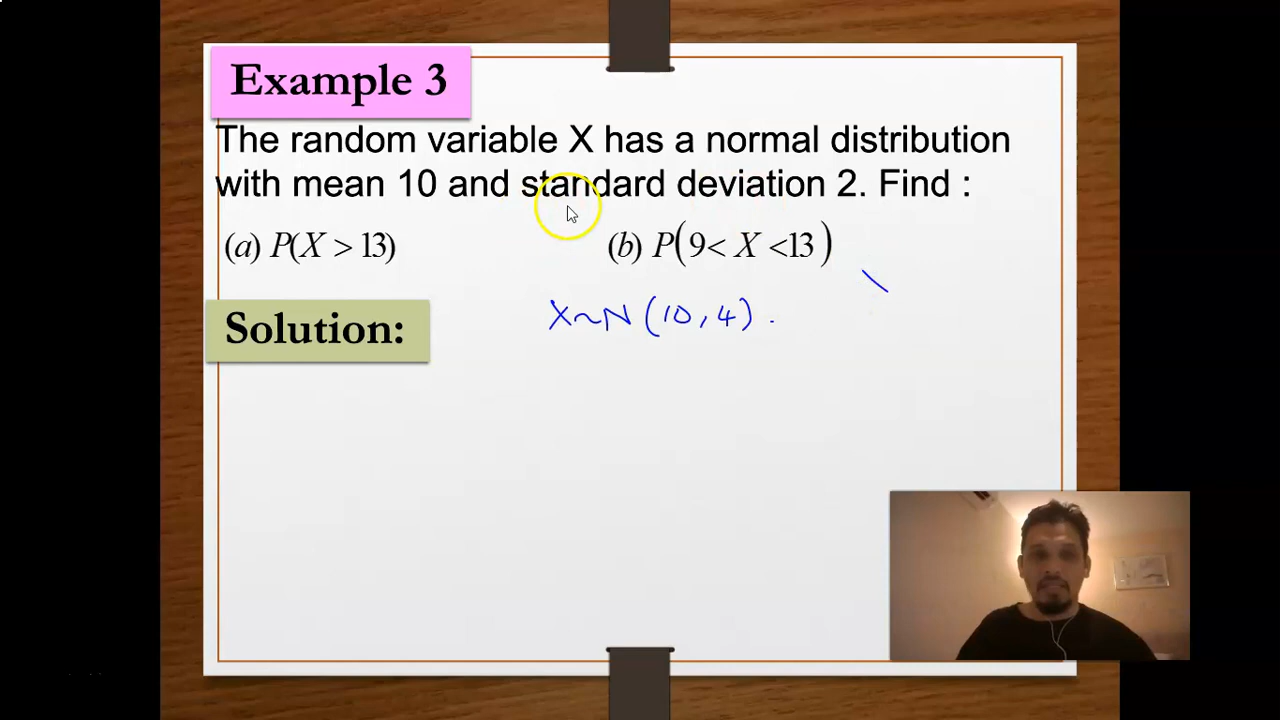 Example 3
The random variable X has a normal distribution
with mean 10 and standard deviation 2. Find :
(a) P(X > 13) (b) P(9< X <13)
Solution:
X~N (10,4).